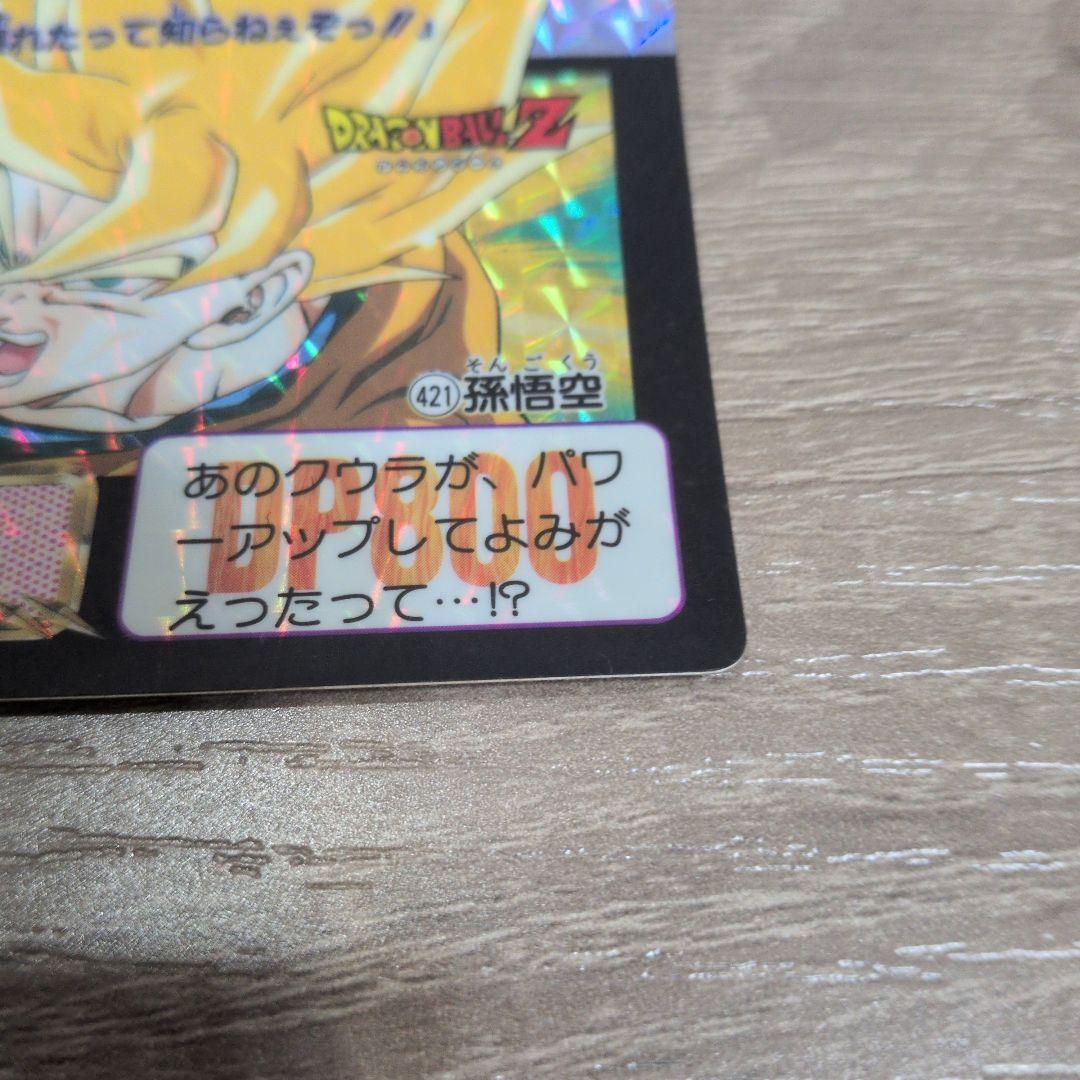 れたって知らねぇぞっ!!』
DRAGON BALL Z
そん ご くう
421 孫悟空
DP800
あのクウラが、パワ
ーアップしてよみが
えったって…!?